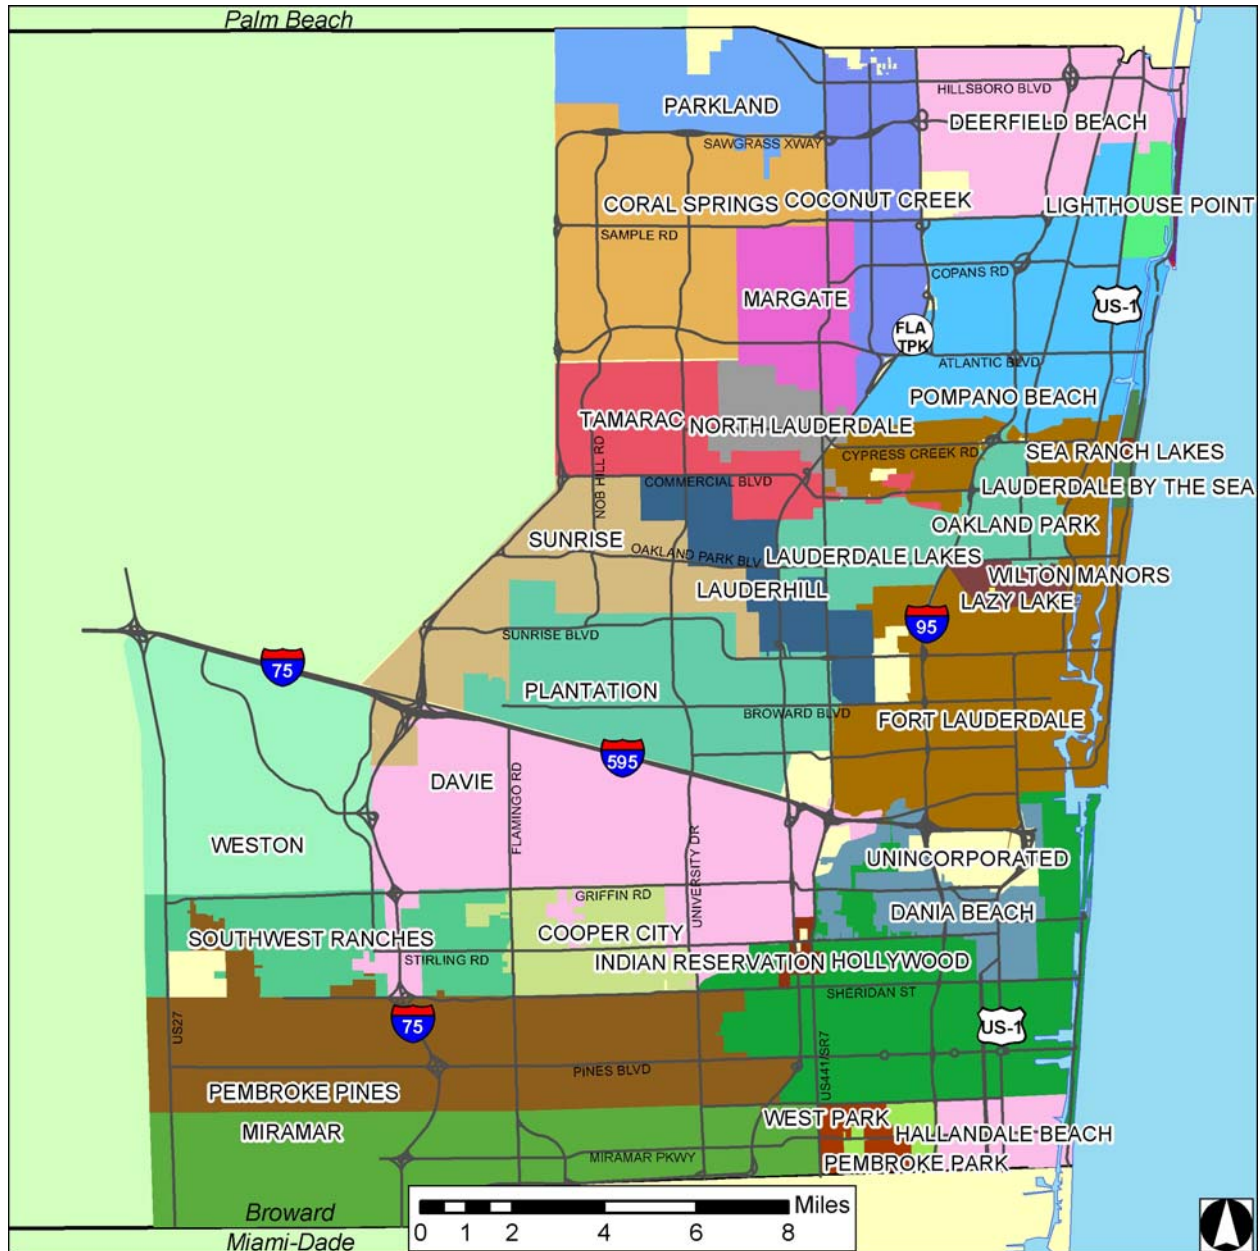 Palm Beach
HILLSBORO BLVD
PARKLAND
DEERFIELD BEACH
SAWGRASS XWAY
CORAL SPRINGS
COCONUT CREEK
LIGHTHOUSE POINT
SAMPLE RD
COPANS RD
MARGATE
US-1
FLA
TPK
ATLANTIC BLVD
POMPANO BEACH
TAMARAC
NORTH LAUDERDALE
NOB HILL RD
CYPRESS CREEK RD
SEA RANCH LAKES
COMMERCIAL BLVD
LAUDERDALE BY THE SEA
OAKLAND PARK
SUNRISE
OAKLAND PARK BLV
LAUDERDALE LAKES
WILTON MANORS
LAUDERHILL
LAZY LAKE
95
SUNRISE BLVD
75
PLANTATION
BROWARD BLVD
FORT LAUDERDALE
595
DAVIE
FLAMINGO RD
UNIVERSITY DR
WESTON
UNINCORPORATED
GRIFFIN RD
DANIA BEACH
SOUTHWEST RANCHES
COOPER CITY
STIRLING RD
INDIAN RESERVATION
HOLLYWOOD
SHERIDAN ST
US27
75
US-1
US441/SR7
PINES BLVD
PEMBROKE PINES
WEST PARK
MIRAMAR
HALLANDALE BEACH
MIRAMAR PKWY
PEMBROKE PARK
Broward
Miami-Dade
Miles
0 1 2 4 6 8